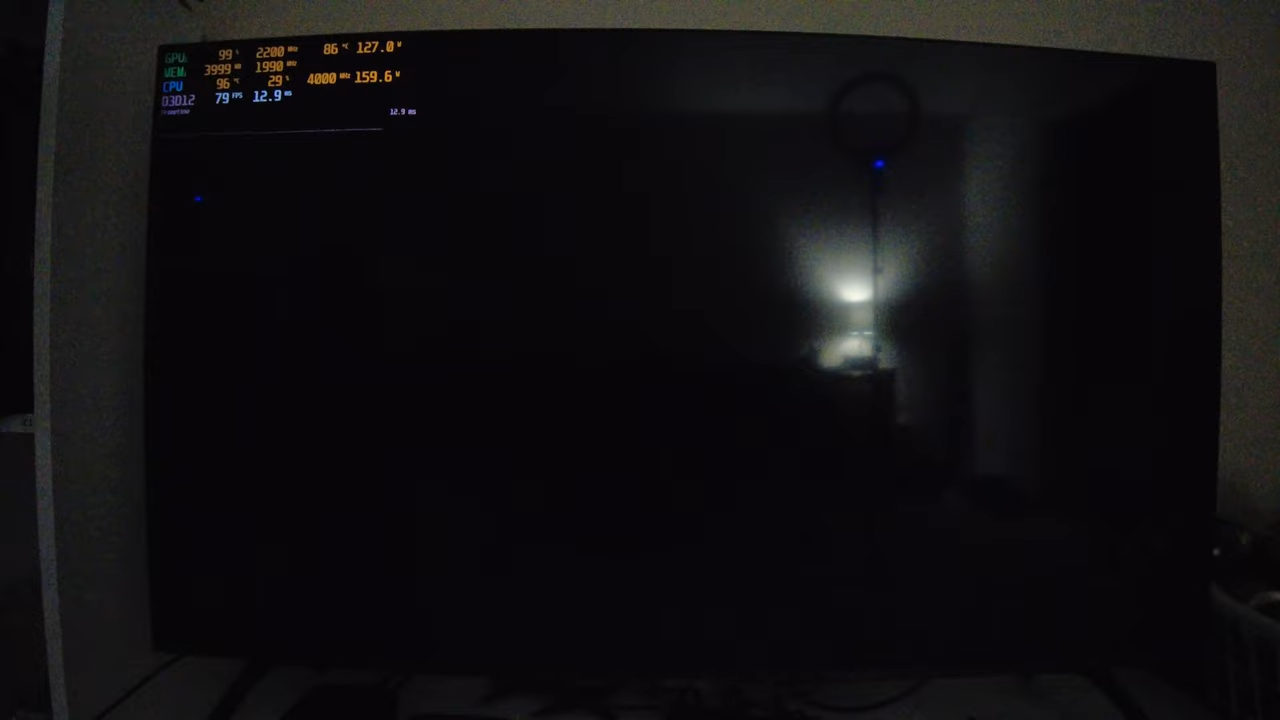 GPU 99 % 2200 MHz 86 °C 127.0 W
MEM 3999 1990 MHz
CPU 96 °C 29 % 4000 MHz 159.6 W
D3D12 79 FPS 12.9 ms
Frametime 12.9 ms